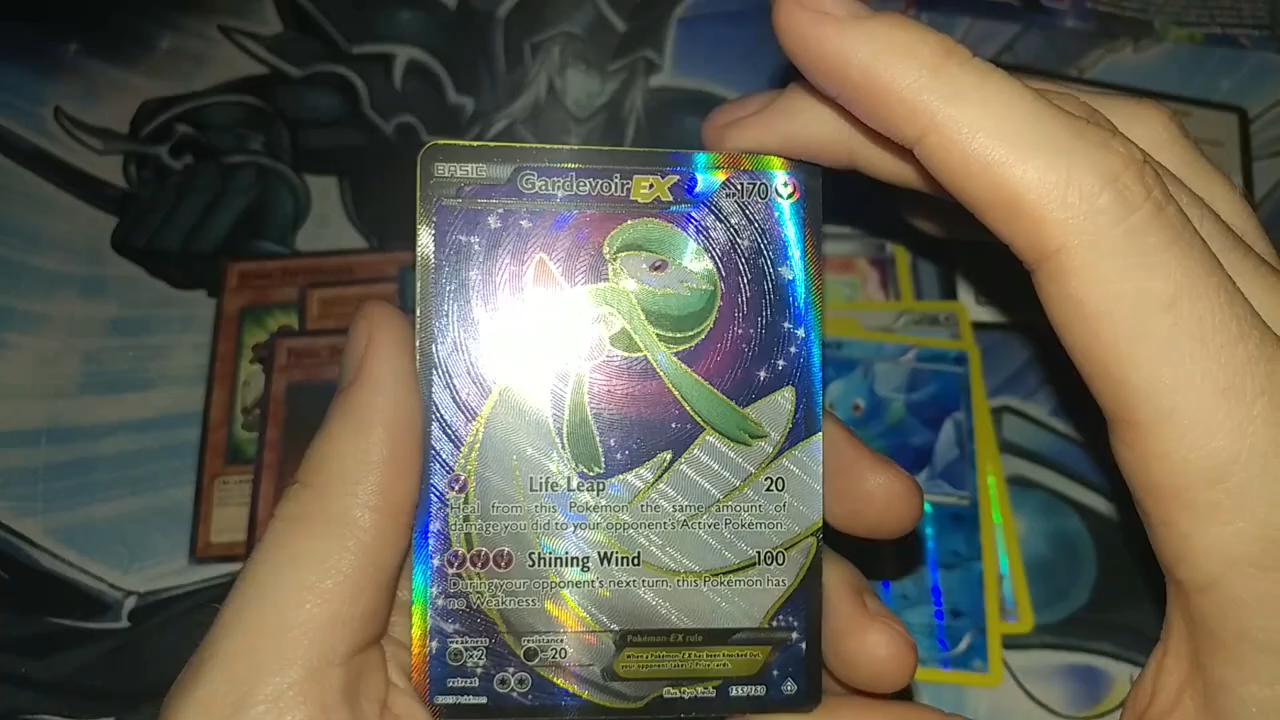 BASIC
Gardevoir EX HP170
Life Leap 20
Heal from this Pokémon the same amount of
damage you did to your opponent's Active Pokémon.
Shining Wind 100
During your opponent's next turn, this Pokémon has
no Weakness.
weakness resistance
×2 -20
Pokémon-EX rule
When a Pokémon-EX has been Knocked Out,
your opponent takes 2 Prize cards.
retreat
Illus. Ryo Ueda 155/160
©2015 Pokémon